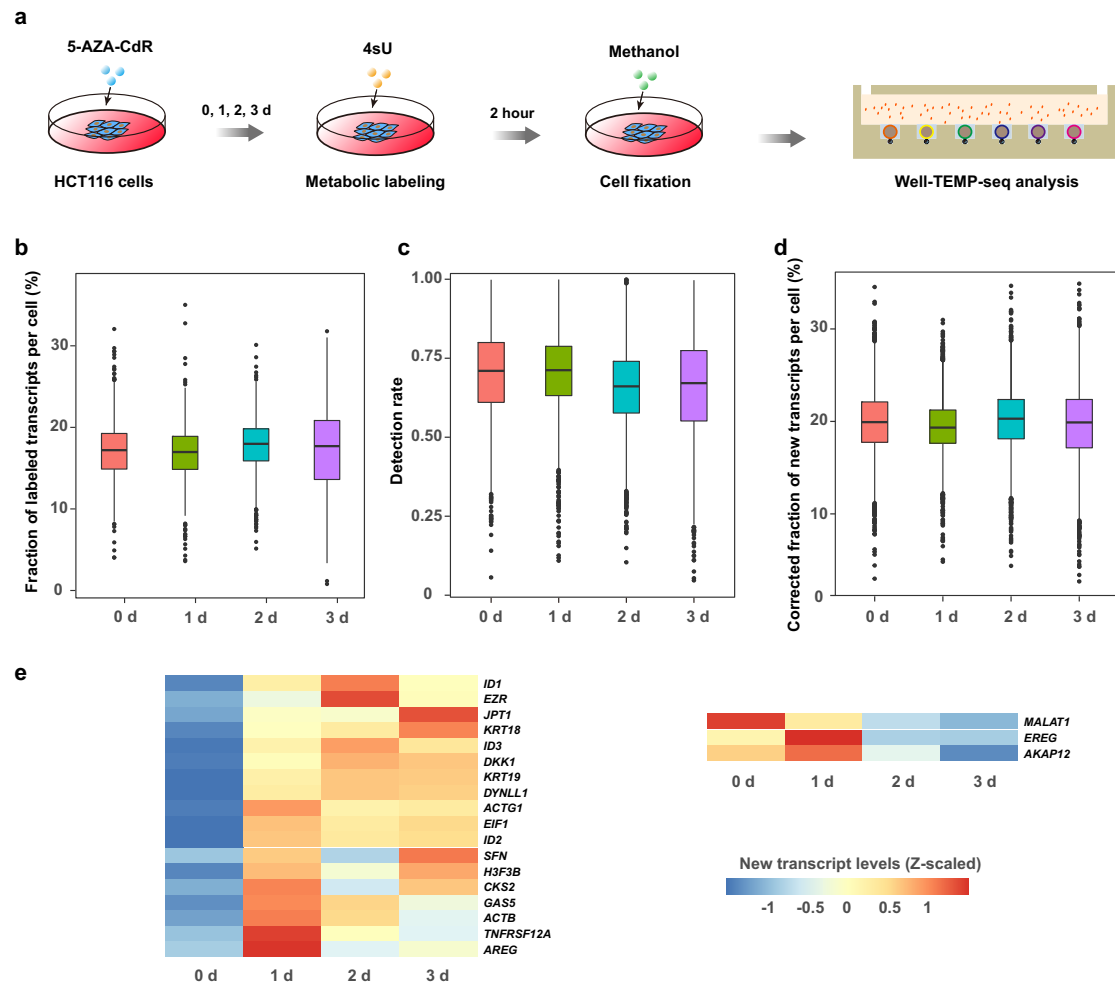 a
5-AZA-CdR
4sU
Methanol
0, 1, 2, 3 d
2 hour
HCT116 cells
Metabolic labeling
Cell fixation
Well-TEMP-seq analysis
b
Fraction of labeled transcripts per cell (%)
30
20
10
0
0 d 1 d 2 d 3 d
c
Detection rate
1.00
0.75
0.50
0.25
0
0 d 1 d 2 d 3 d
d
Corrected fraction of new transcripts per cell (%)
30
20
10
0
0 d 1 d 2 d 3 d
e
ID1
EZR
JPT1
KRT18
ID3
DKK1
KRT19
DYNLL1
ACTG1
EIF1
ID2
SFN
H3F3B
CKS2
GAS5
ACTB
TNFRSF12A
AREG
0 d 1 d 2 d 3 d
MALAT1
EREG
AKAP12
0 d 1 d 2 d 3 d
New transcript levels (Z-scaled)
-1 -0.5 0 0.5 1